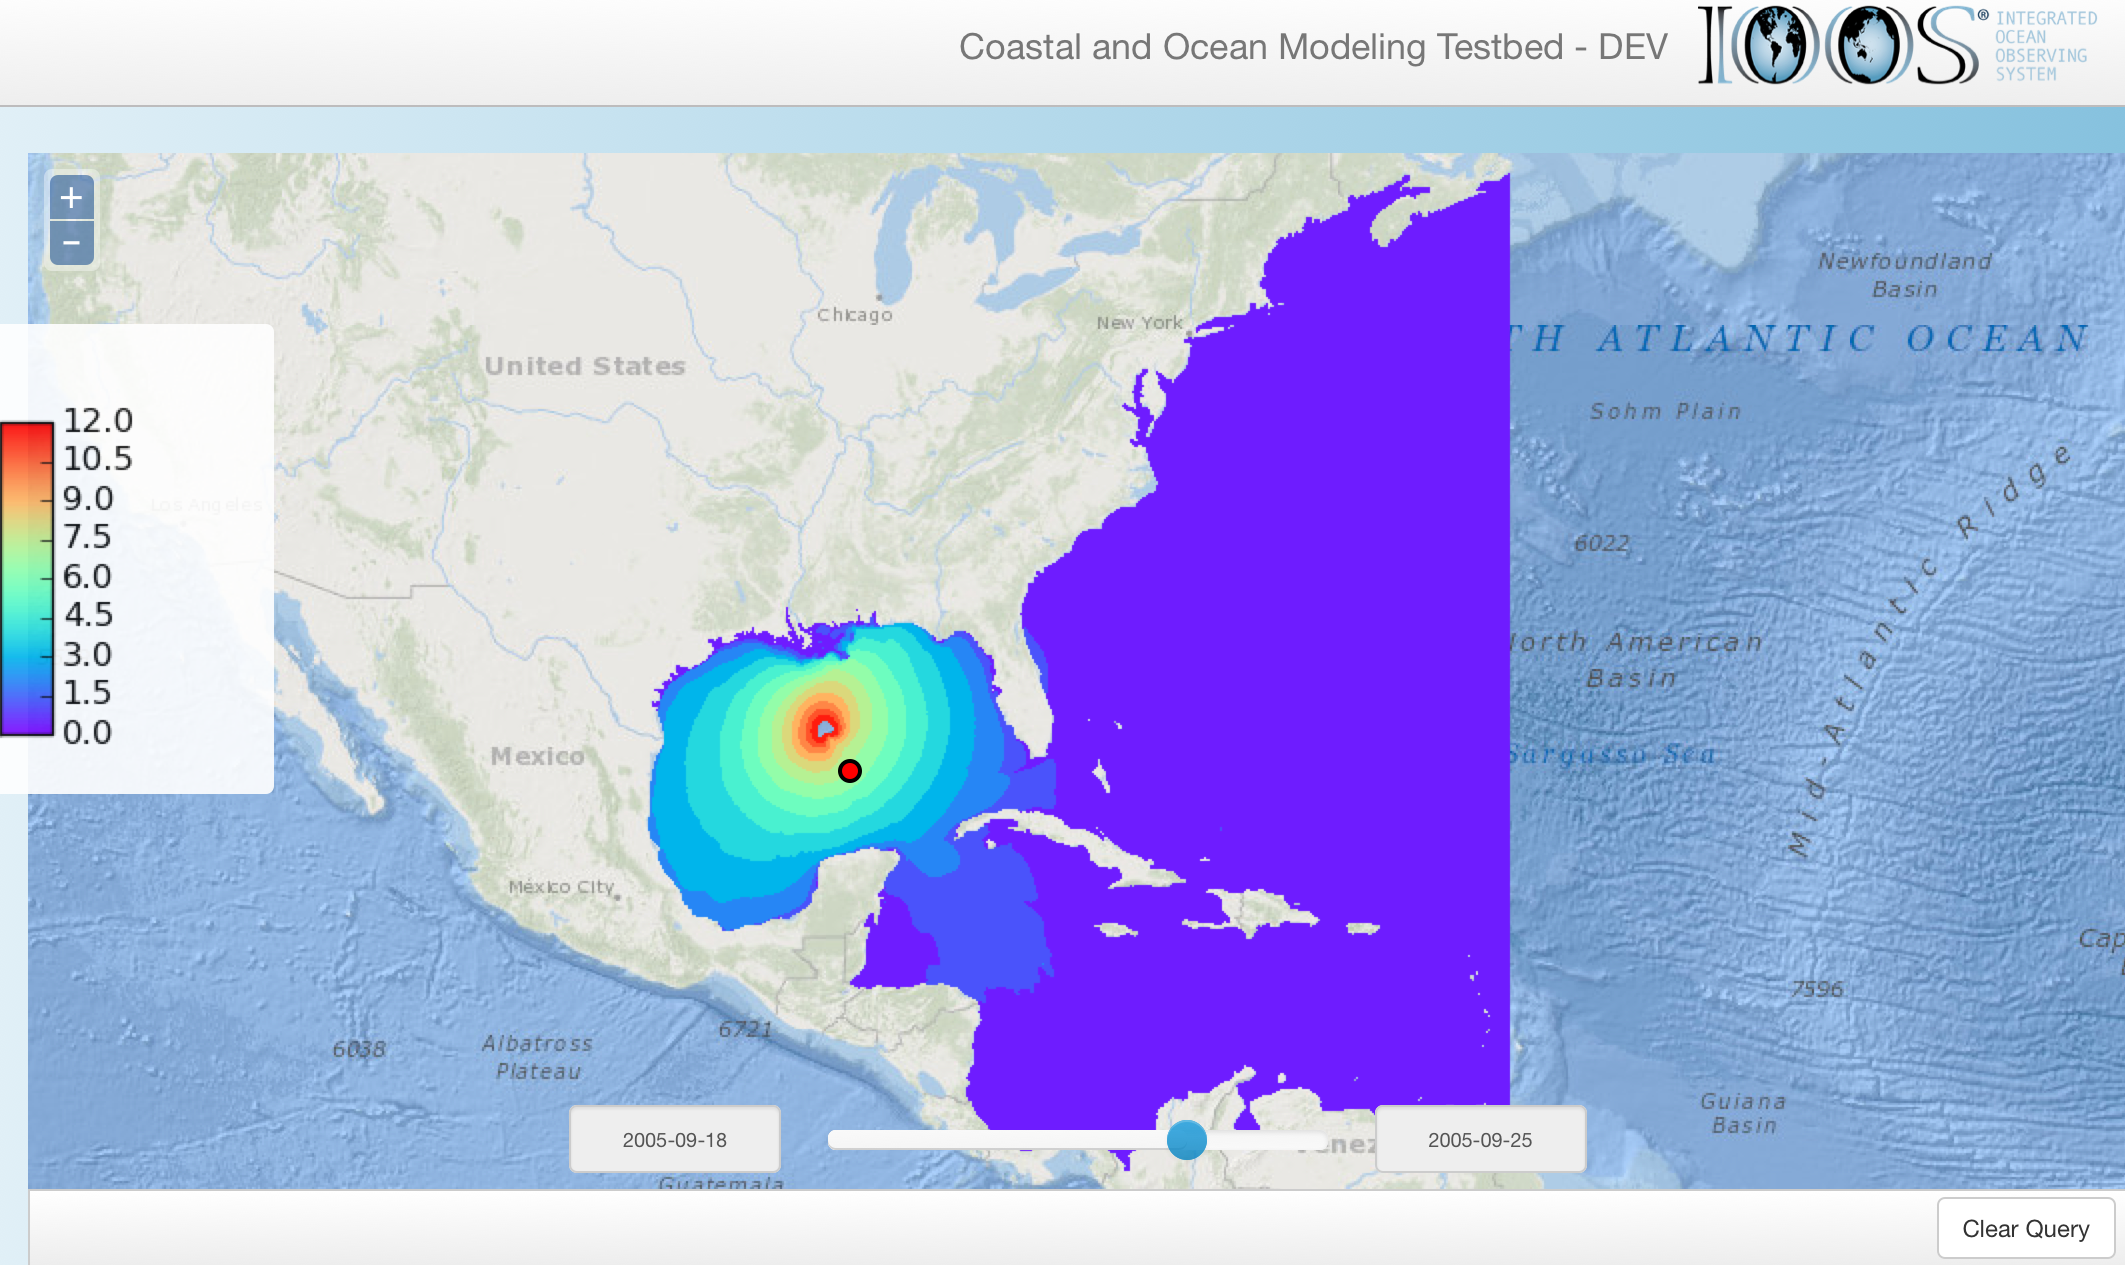 Coastal and Ocean Modeling Testbed - DEV
IOOS®
INTEGRATED
OCEAN
OBSERVING
SYSTEM
+
−
Newfoundland
Basin
Chicago
New York
TH ATLANTIC OCEAN
United States
Sohm Plain
12.0
10.5
9.0
7.5
6.0
4.5
3.0
1.5
0.0
Los Angeles
Mid-Atlantic Ridge
6022
North American
Basin
Sargasso Sea
Mexico
México City
Cap
7596
6721
6038
Albatross
Plateau
Guiana
Basin
2005-09-18
2005-09-25
enez
Guatemala
Clear Query